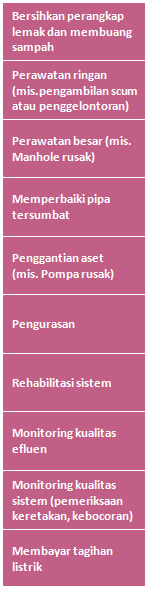 Bersihkan perangkap
lemak dan membuang
sampah
Perawatan ringan
(mis.pengambilan scum
atau penggelontoran)
Perawatan besar (mis.
Manhole rusak)
Memperbaiki pipa
tersumbat
Penggantian aset
(mis. Pompa rusak)
Pengurasan
Rehabilitasi sistem
Monitoring kualitas
efluen
Monitoring kualitas
sistem (pemeriksaan
keretakan, kebocoran)
Membayar tagihan
listrik